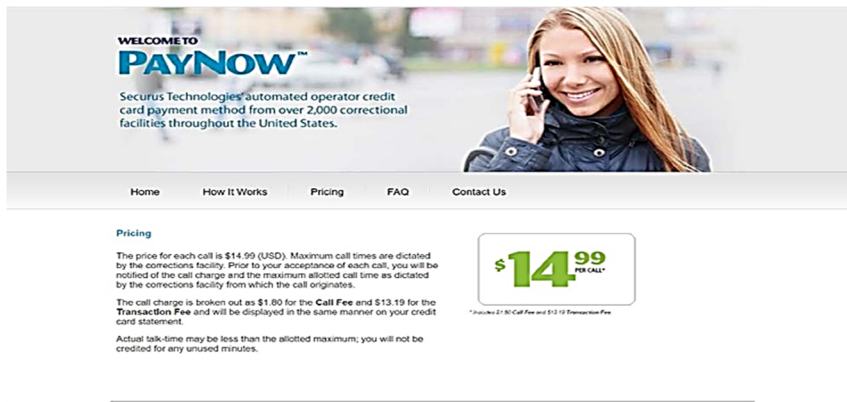 WELCOME TO
PAYNOW™
Securus Technologies' automated operator credit
card payment method from over 2,000 correctional
facilities throughout the United States.
Home How It Works Pricing FAQ Contact Us
Pricing
The price for each call is $14.99 (USD). Maximum call times are dictated
by the corrections facility. Prior to your acceptance of each call, you will be
notified of the call charge and the maximum allotted call time as dictated
by the corrections facility from which the call originates.
The call charge is broken out as $1.80 for the Call Fee and $13.19 for the
Transaction Fee and will be displayed in the same manner on your credit
card statement.
Actual talk-time may be less than the allotted maximum; you will not be
credited for any unused minutes.
$14.99
PER CALL*
*Includes $1.80 Call Fee and $13.19 Transaction Fee